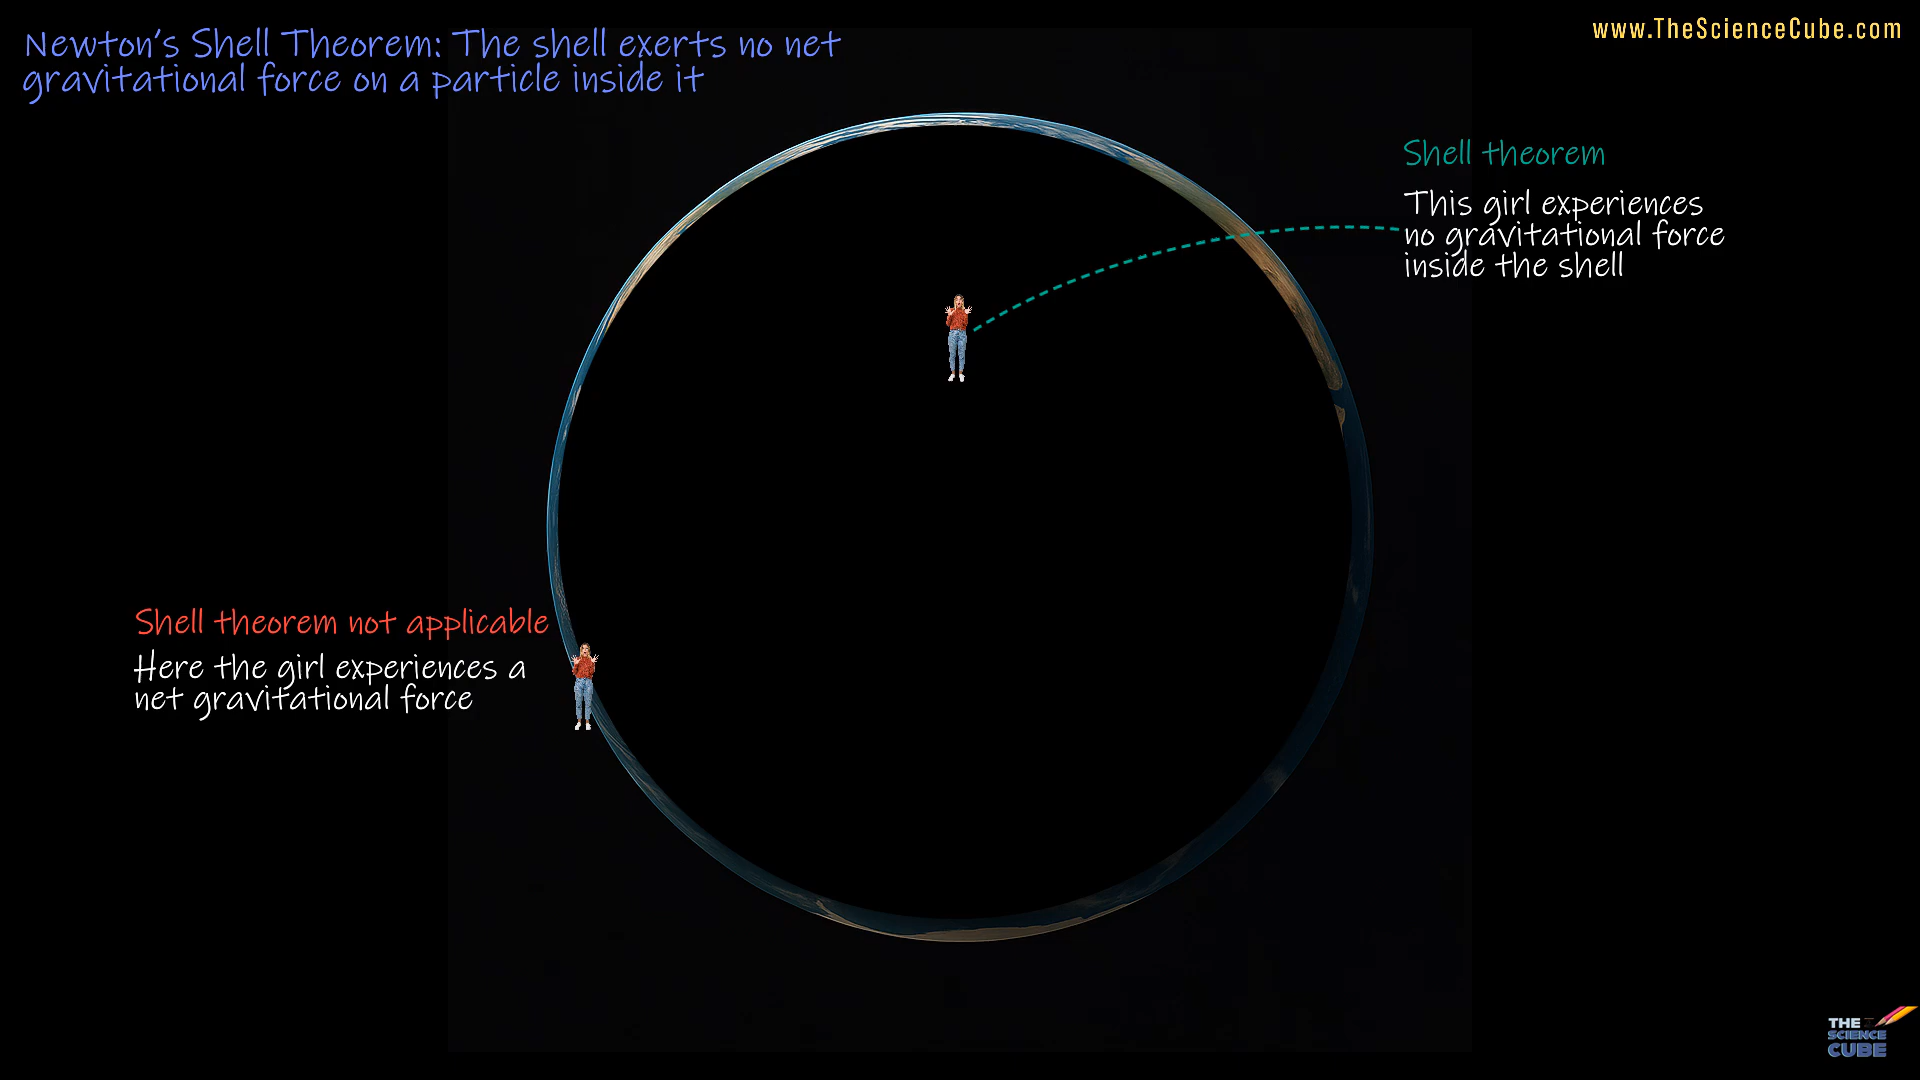 Newton's Shell Theorem: The shell exerts no net
gravitational force on a particle inside it
www.TheScienceCube.com
Shell theorem
This girl experiences
no gravitational force
inside the shell
Shell theorem not applicable
Here the girl experiences a
net gravitational force
THE
SCIENCE
CUBE